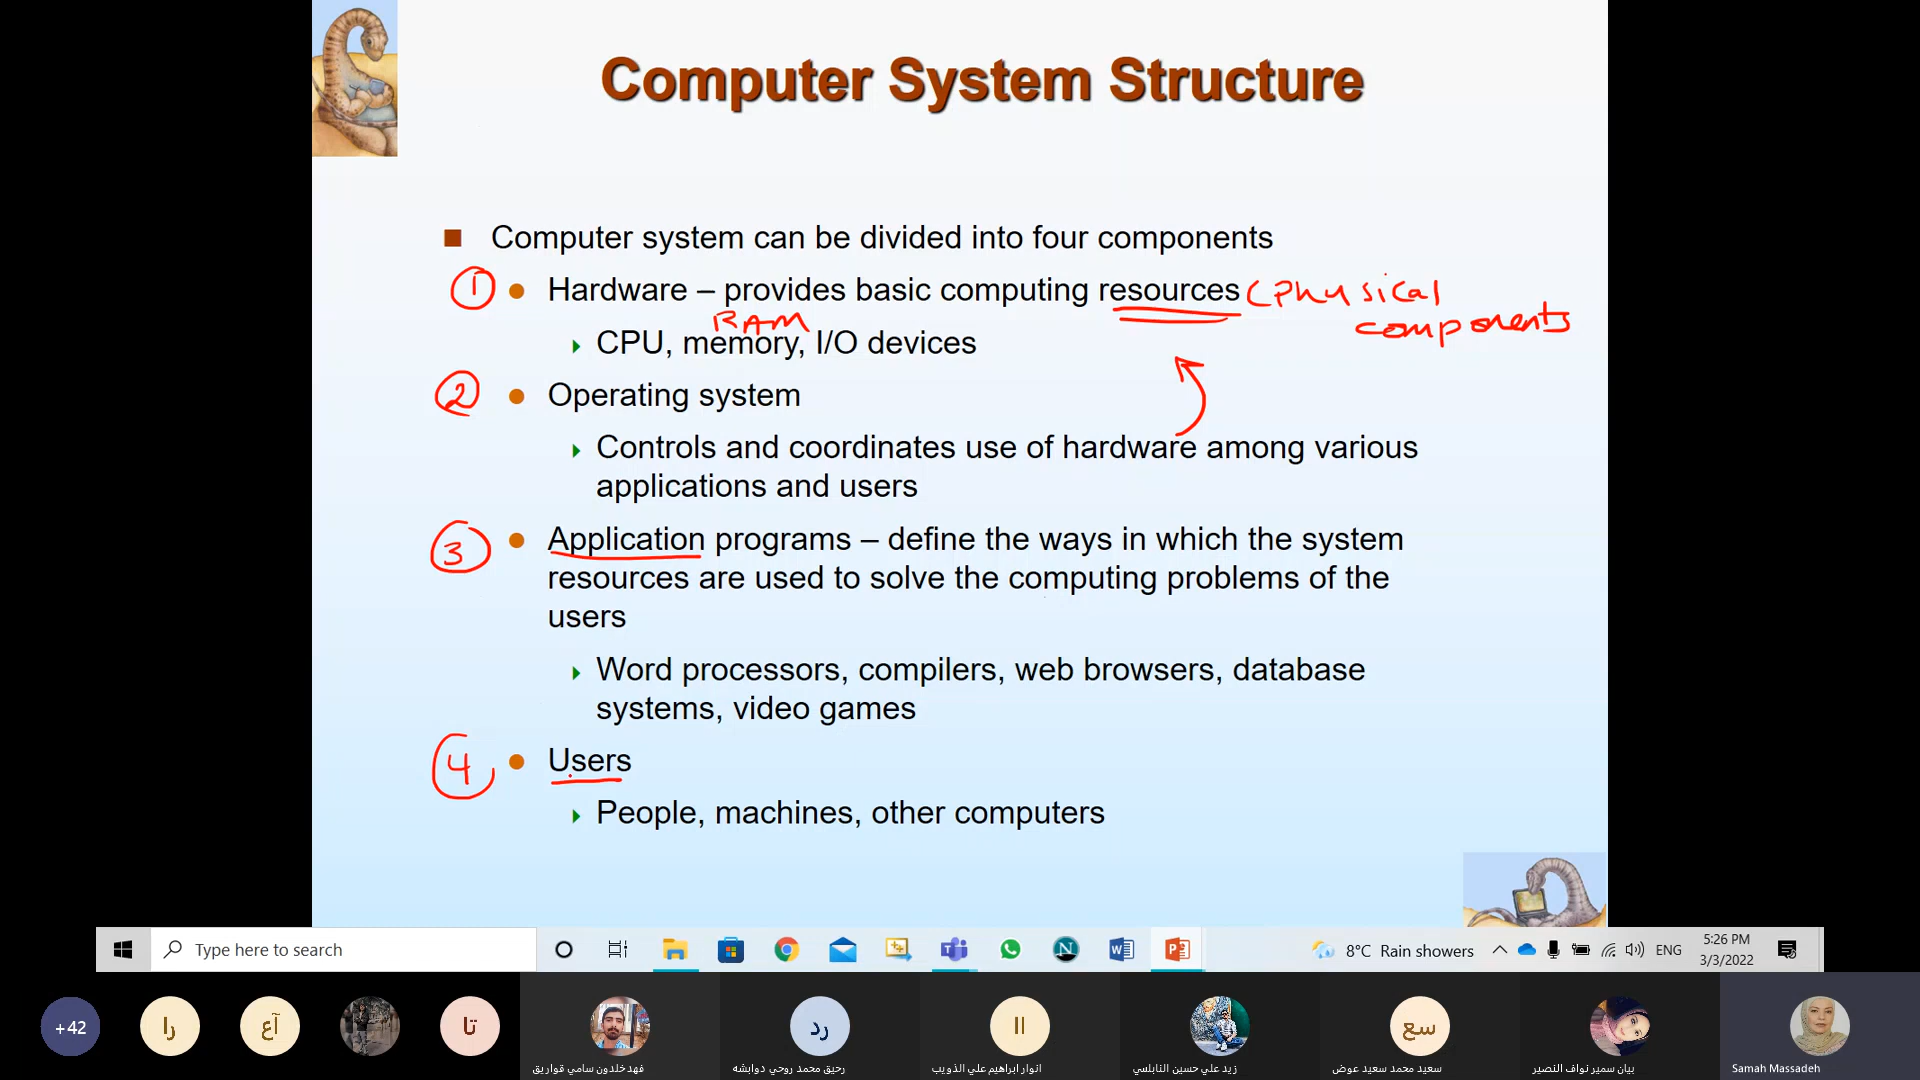 Computer System Structure
Computer system can be divided into four components
1 Hardware – provides basic computing resources (Physical
components
RAM
CPU, memory, I/O devices
2 Operating system
Controls and coordinates use of hardware among various
applications and users
3 Application programs – define the ways in which the system
resources are used to solve the computing problems of the
users
Word processors, compilers, web browsers, database
systems, video games
4 Users
People, machines, other computers
Type here to search
8°C Rain showers
ENG
5:26 PM
3/3/2022
+42
را
آع
تا
رد
اا
سع
فهد خلدون سامي قواريق
رحيق محمد روحي دوابشه
انوار ابراهيم علي الذويب
زيد علي حسين النابلسي
سعيد محمد سعيد عوض
بيان سمير نواف النصير
Samah Massadeh